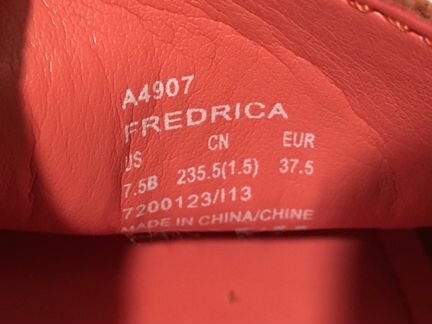 A4907
FREDRICA
US CN EUR
7.5B 235.5(1.5) 37.5
7200123/I13
MADE IN CHINA/CHINE